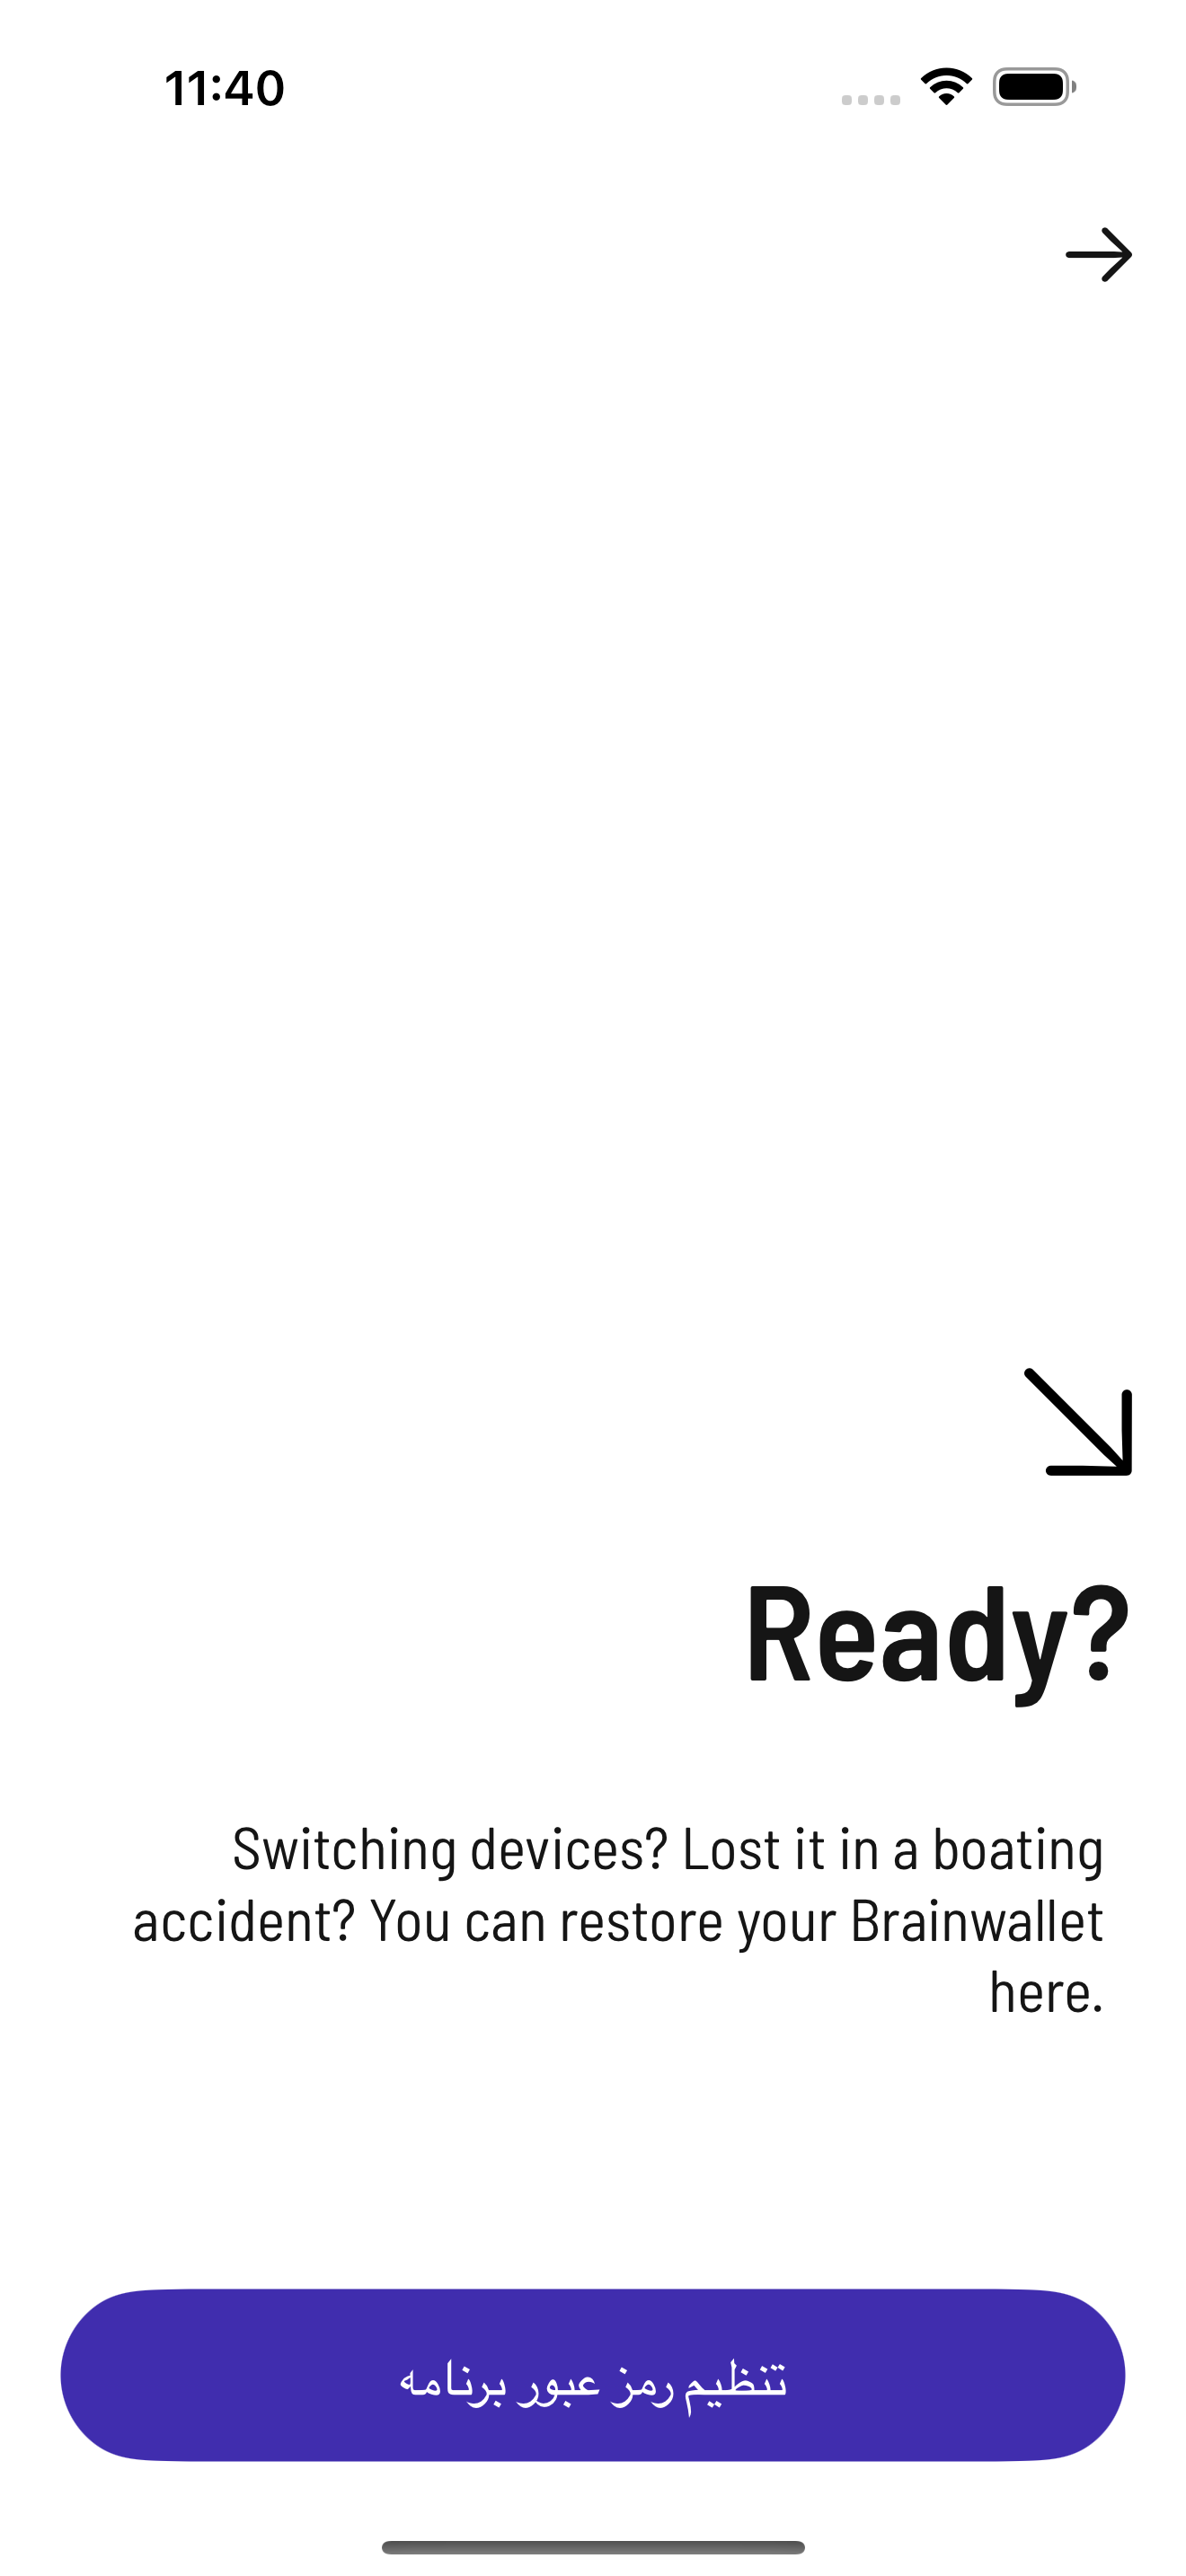 11:40
Ready?
Switching devices? Lost it in a boating
accident? You can restore your Brainwallet
here.
تنظیم رمز عبور برنامه